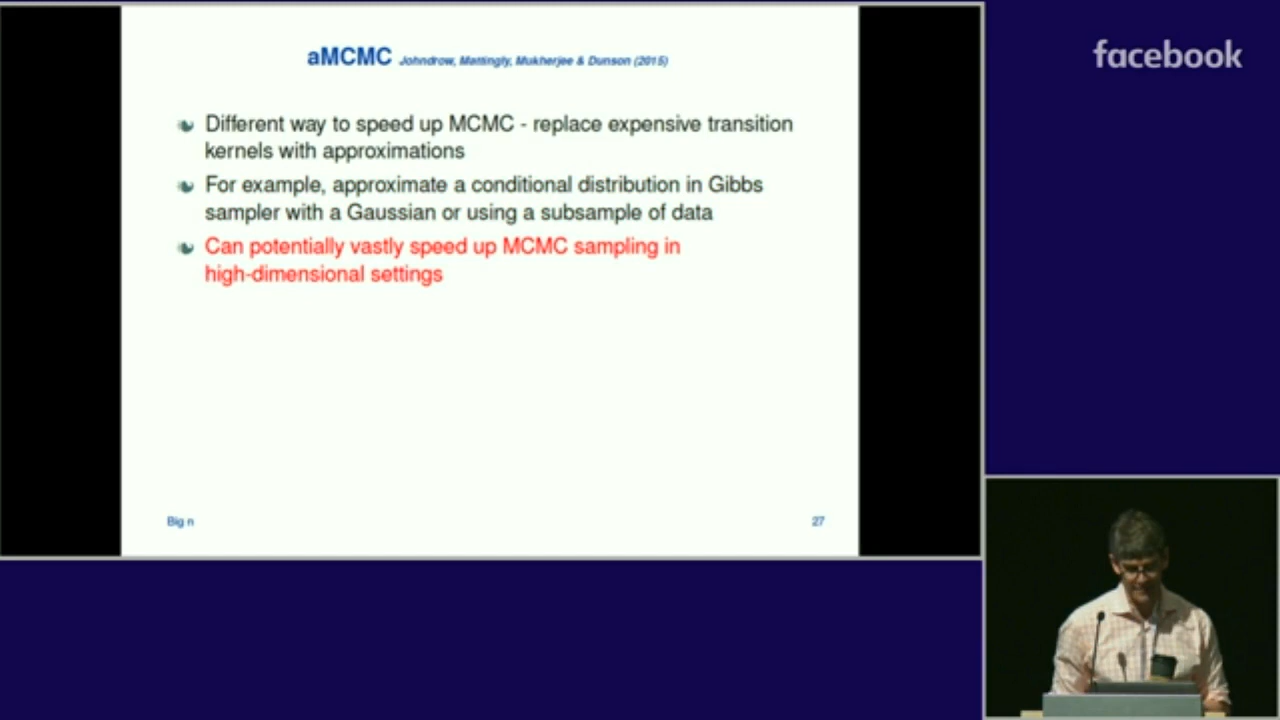 aMCMC Johndrow, Mattingly, Mukherjee & Dunson (2015)
Different way to speed up MCMC - replace expensive transition
kernels with approximations
For example, approximate a conditional distribution in Gibbs
sampler with a Gaussian or using a subsample of data
Can potentially vastly speed up MCMC sampling in
high-dimensional settings
Big n
27
facebook